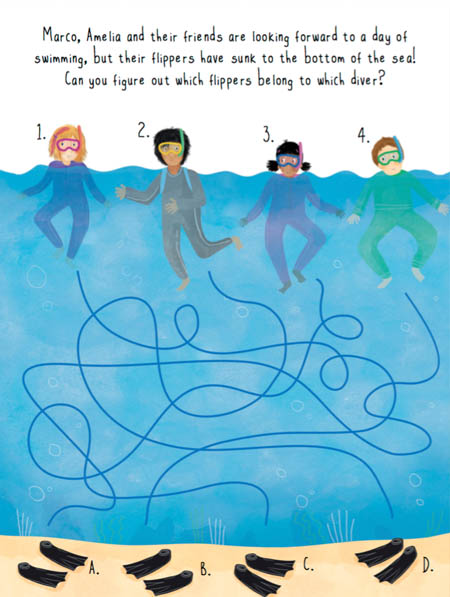 Marco, Amelia and their friends are looking forward to a day of
swimming, but their flippers have sunk to the bottom of the sea!
Can you figure out which flippers belong to which diver?
1. 2. 3. 4.
A. B. C. D.